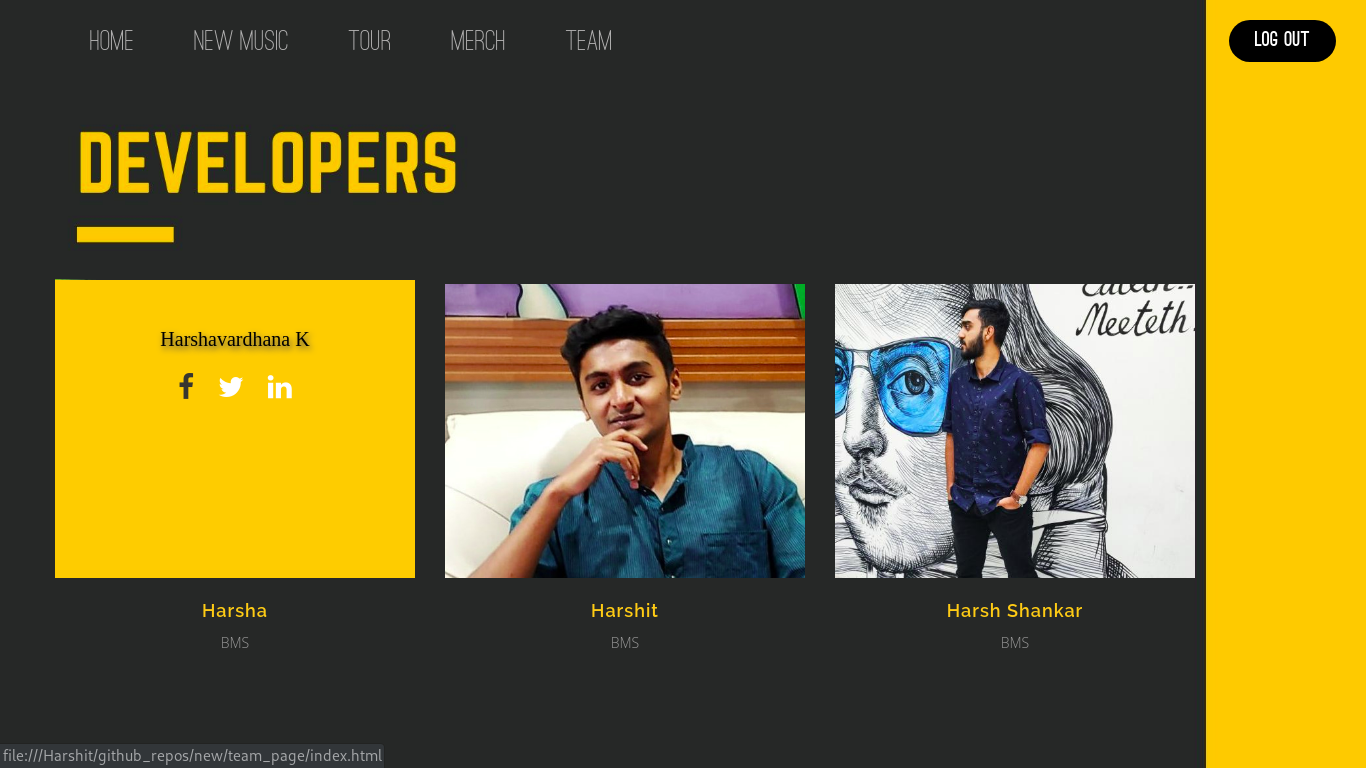 HOME NEW MUSIC TOUR MERCH TEAM LOG OUT
DEVELOPERS
Harshavardhana K
Meeteth
Harsha Harshit Harsh Shankar
BMS BMS BMS
file:///Harshit/github_repos/new/team_page/index.html